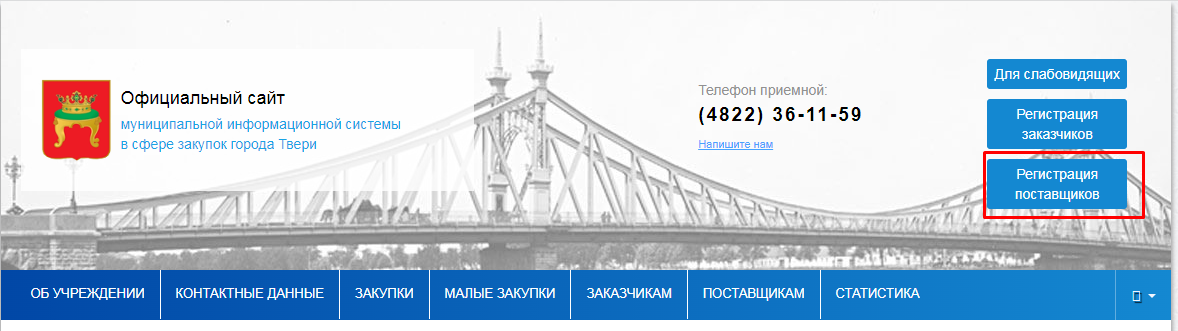 Официальный сайт
муниципальной информационной системы
в сфере закупок города Твери
Телефон приемной:
(4822) 36-11-59
Напишите нам
Для слабовидящих
Регистрация
заказчиков
Регистрация
поставщиков
ОБ УЧРЕЖДЕНИИ
КОНТАКТНЫЕ ДАННЫЕ
ЗАКУПКИ
МАЛЫЕ ЗАКУПКИ
ЗАКАЗЧИКАМ
ПОСТАВЩИКАМ
СТАТИСТИКА